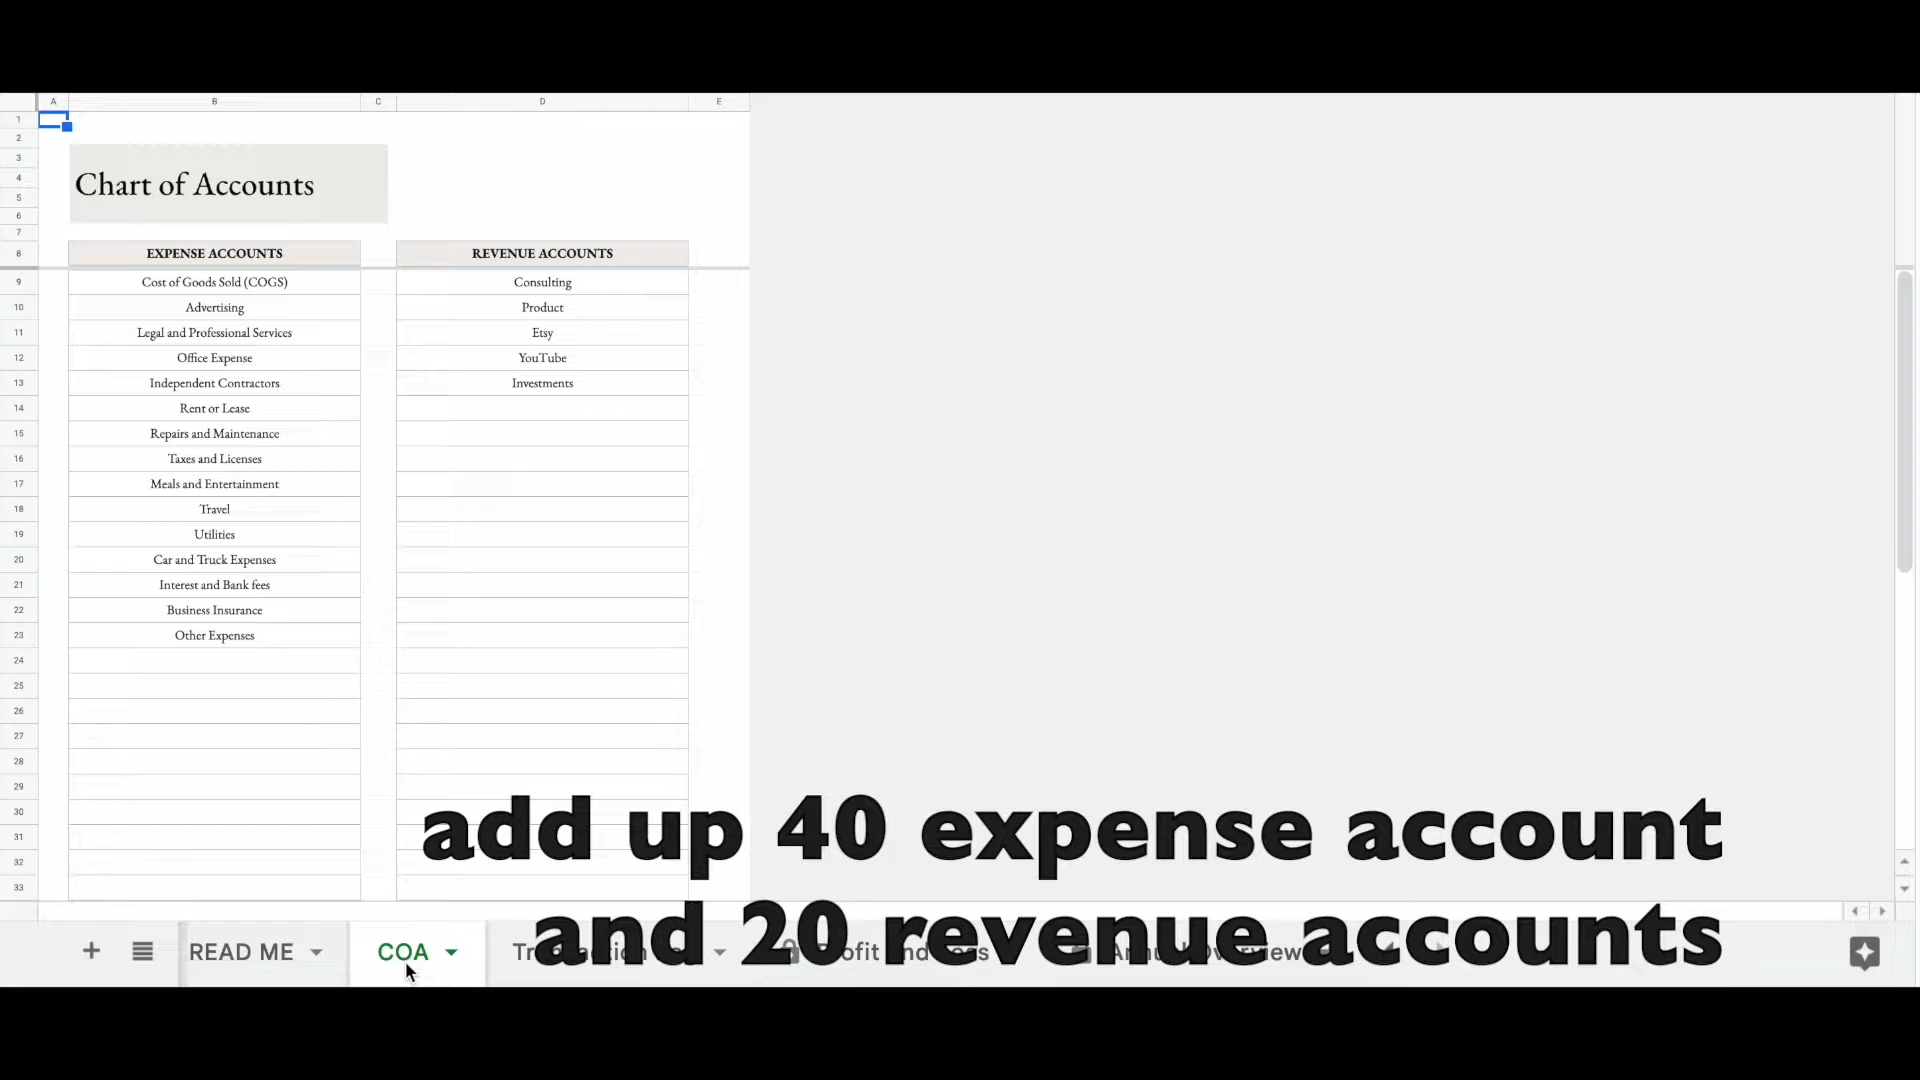 A B C D E
1
2
3
4 Chart of Accounts
5
6
7
8 EXPENSE ACCOUNTS REVENUE ACCOUNTS
9 Cost of Goods Sold (COGS) Consulting
10 Advertising Product
11 Legal and Professional Services Etsy
12 Office Expense YouTube
13 Independent Contractors Investments
14 Rent or Lease
15 Repairs and Maintenance
16 Taxes and Licenses
17 Meals and Entertainment
18 Travel
19 Utilities
20 Car and Truck Expenses
21 Interest and Bank fees
22 Business Insurance
23 Other Expenses
24
25
26
27
28
29
30
31
32
33
add up 40 expense account
and 20 revenue accounts
READ ME COA